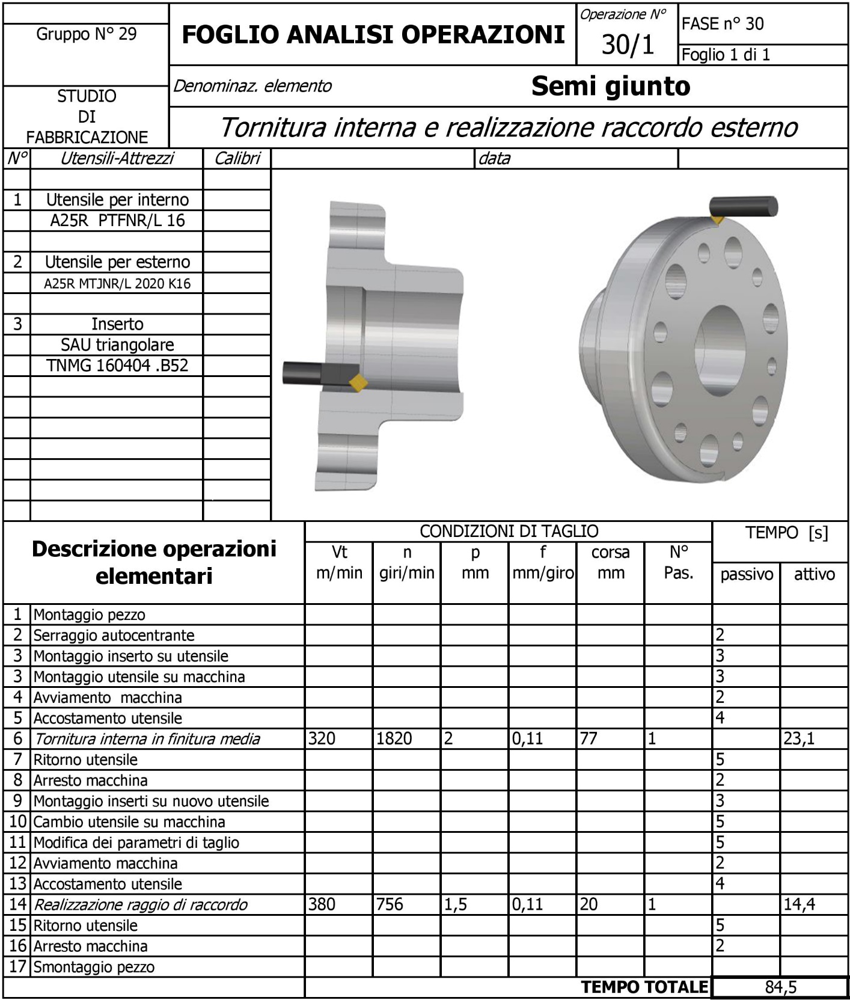 Gruppo N° 29
FOGLIO ANALISI OPERAZIONI
Operazione N°
30/1
FASE n° 30
Foglio 1 di 1
STUDIO
DI
FABBRICAZIONE
Denominaz. elemento
Semi giunto
Tornitura interna e realizzazione raccordo esterno
N° Utensili-Attrezzi Calibri data
1 Utensile per interno
A25R PTFNR/L 16
2 Utensile per esterno
A25R MTJNR/L 2020 K16
3 Inserto
SAU triangolare
TNMG 160404 .B52
Descrizione operazioni
elementari
CONDIZIONI DI TAGLIO
TEMPO [s]
Vt n p f corsa N°
m/min giri/min mm mm/giro mm Pas.
passivo attivo
1 Montaggio pezzo
2 Serraggio autocentrante 2
3 Montaggio inserto su utensile 3
3 Montaggio utensile su macchina 3
4 Avviamento macchina 2
5 Accostamento utensile 4
6 Tornitura interna in finitura media 320 1820 2 0,11 77 1 23,1
7 Ritorno utensile 5
8 Arresto macchina 2
9 Montaggio inserti su nuovo utensile 3
10 Cambio utensile su macchina 5
11 Modifica dei parametri di taglio 5
12 Avviamento macchina 2
13 Accostamento utensile 4
14 Realizzazione raggio di raccordo 380 756 1,5 0,11 20 1 14,4
15 Ritorno utensile 5
16 Arresto macchina 2
17 Smontaggio pezzo
TEMPO TOTALE 84,5